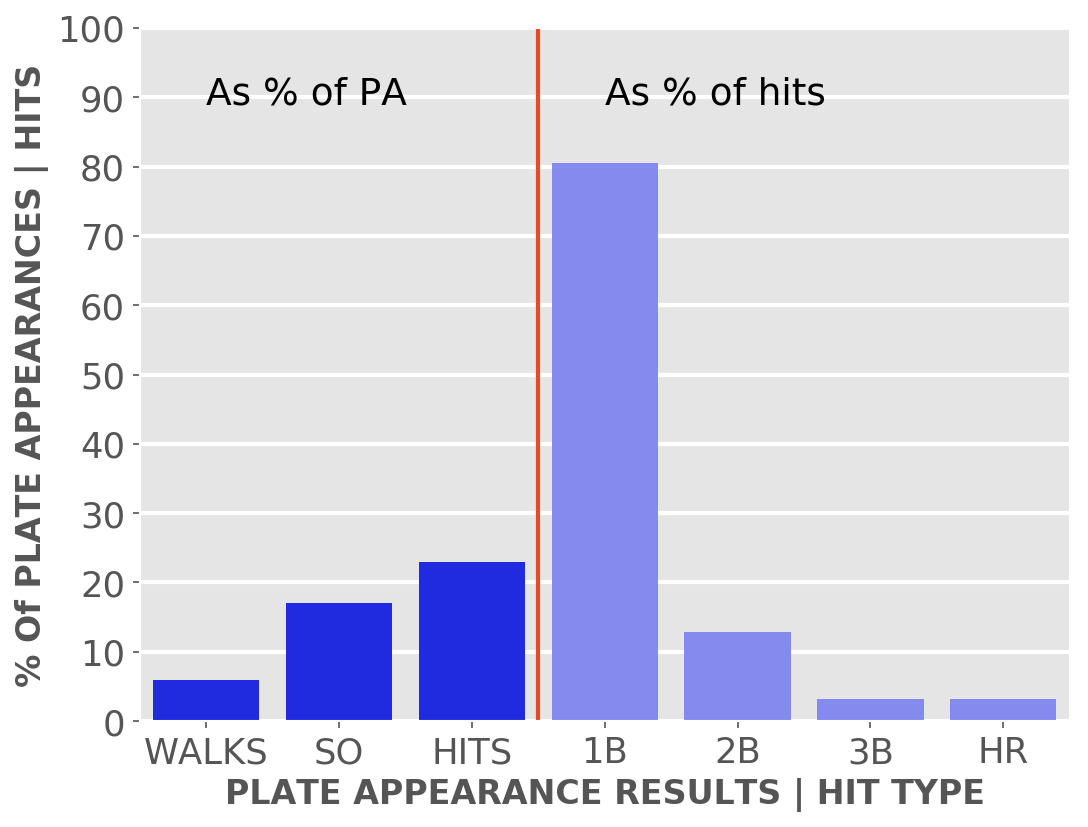 % Of PLATE APPEARANCES | HITS
100
90
80
70
60
50
40
30
20
10
0
As % of PA
As % of hits
WALKS SO HITS 1B 2B 3B HR
PLATE APPEARANCE RESULTS | HIT TYPE